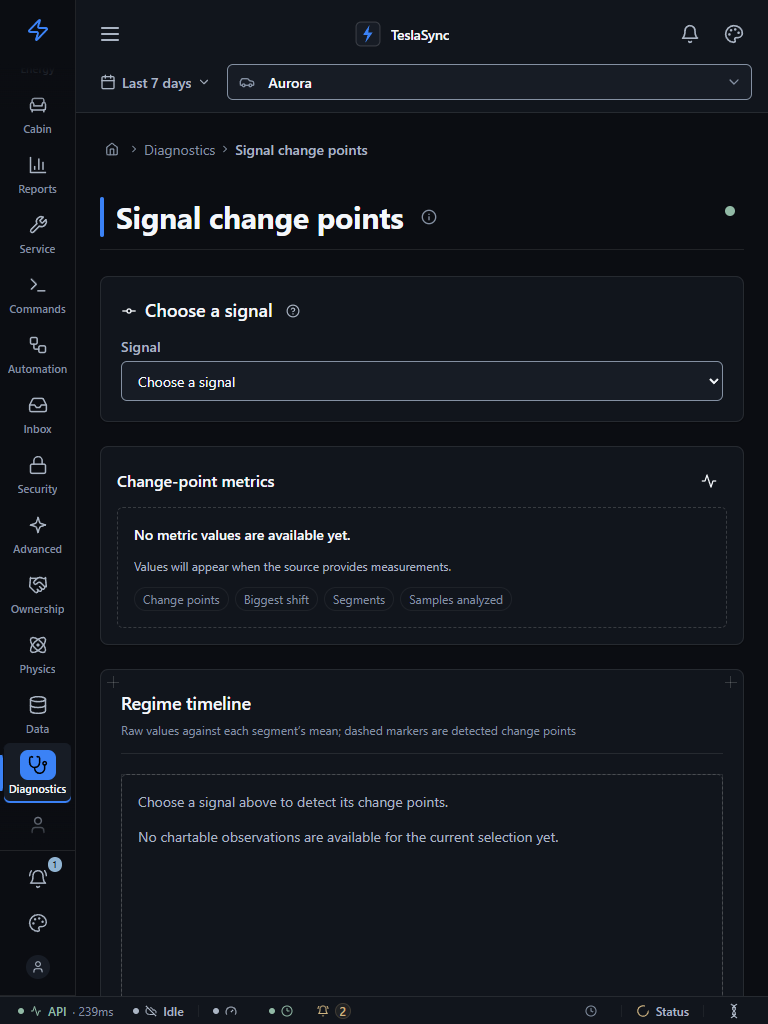 TeslaSync
Last 7 days
Aurora
Energy
Cabin
Reports
Service
Commands
Automation
Inbox
Security
Advanced
Ownership
Physics
Data
Diagnostics
1
Diagnostics
Signal change points
Signal change points
Choose a signal
Signal
Choose a signal
Change-point metrics
No metric values are available yet.
Values will appear when the source provides measurements.
Change points
Biggest shift
Segments
Samples analyzed
Regime timeline
Raw values against each segment's mean; dashed markers are detected change points
Choose a signal above to detect its change points.
No chartable observations are available for the current selection yet.
API · 239ms
Idle
2
Status